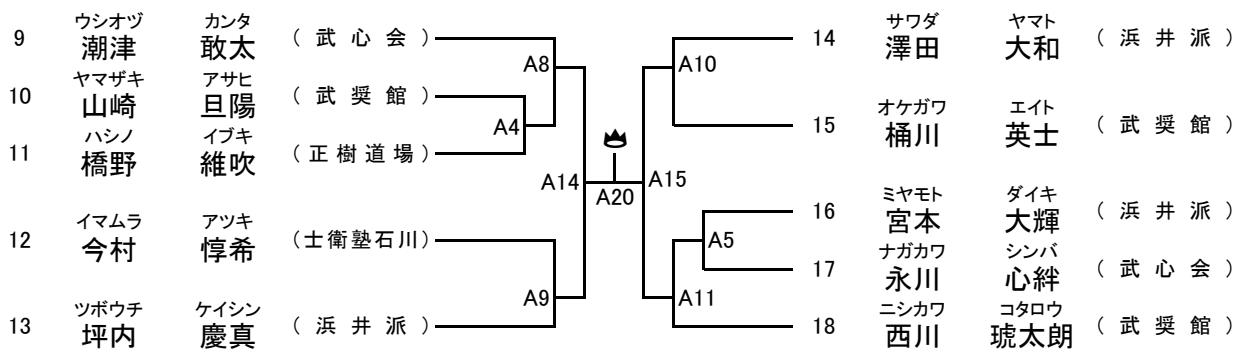 ウシオヅ カンタ
9 潮津 敢太 (武心会)
ヤマザキ アサヒ
10 山崎 旦陽 (武奨館)
ハシノ イブキ
11 橋野 維吹 (正樹道場)
イマムラ アツキ
12 今村 惇希 (士衛塾石川)
ツボウチ ケイシン
13 坪内 慶真 (浜井派)
A8
A4
A14
A9
A20
A10
A15
A5
A11
サワダ ヤマト
14 澤田 大和 (浜井派)
オケガワ エイト
15 桶川 英士 (武奨館)
ミヤモト ダイキ
16 宮本 大輝 (浜井派)
ナガカワ シンバ
17 永川 心絆 (武心会)
ニシカワ コタロウ
18 西川 琥太朗 (武奨館)